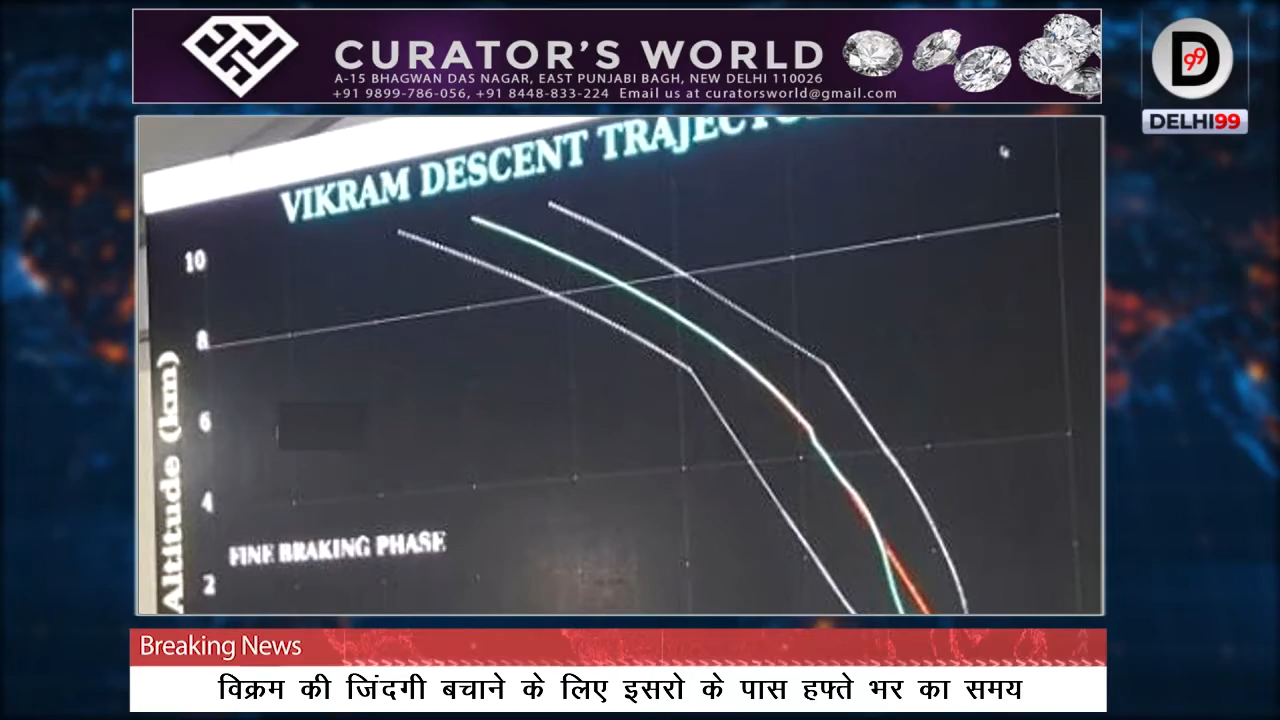 CURATOR'S WORLD
A-15 BHAGWAN DAS NAGAR, EAST PUNJABI BAGH, NEW DELHI 110026
+91 9899-786-056, +91 8448-833-224 Email us at curatorsworld@gmail.com
D 99
DELHI99
VIKRAM DESCENT
10
8
6
4
2
Altitude (km)
FINE BRAKING PHASE
Breaking News
विक्रम की जिंदगी बचाने के लिए इसरो के पास हफ्ते भर का समय